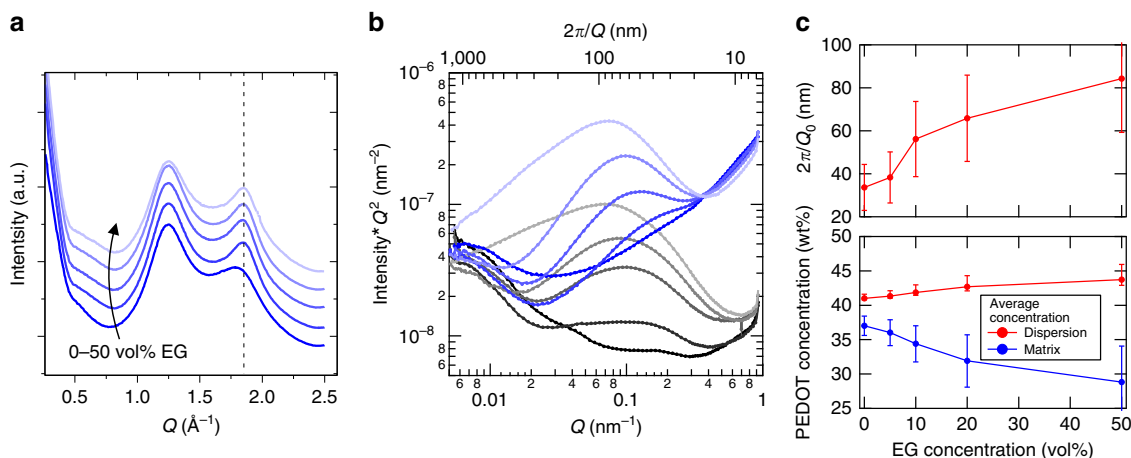 a
Intentsity (a.u.)
0–50 vol% EG
0.5 1.0 1.5 2.0 2.5
Q (Å⁻¹)
b
2π/Q (nm)
1,000 100 10
Intensity* Q² (nm⁻²)
10⁻⁶
8
6
4
2
10⁻⁷
8
6
4
2
10⁻⁸
8
6
6 8 2 4 6 8 2 4 6 8
0.01 0.1 1
Q (nm⁻¹)
c
2π/Q₀ (nm)
100
80
60
40
20
PEDOT concentration (wt%)
50
45
40
35
30
25
Average
concentration
Dispersion
Matrix
0 10 20 30 40 50
EG concentration (vol%)